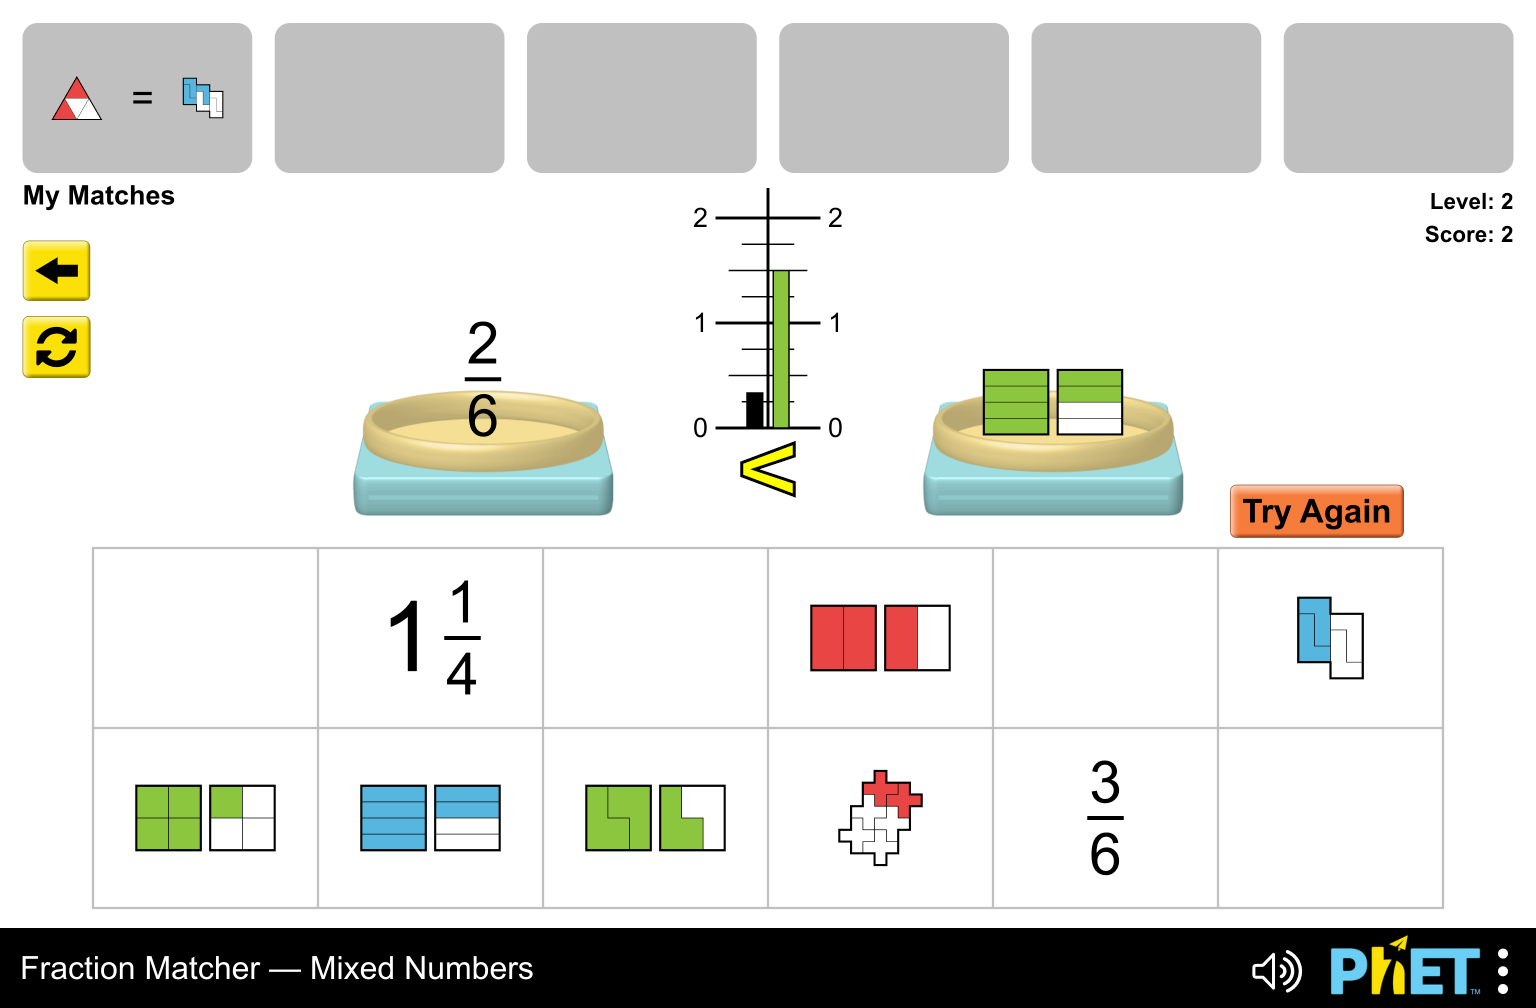 =
My Matches
Level: 2
Score: 2
2 2
1 1
0 0
2
6
<
Try Again
1 1
4
3
6
Fraction Matcher — Mixed Numbers
PhET™